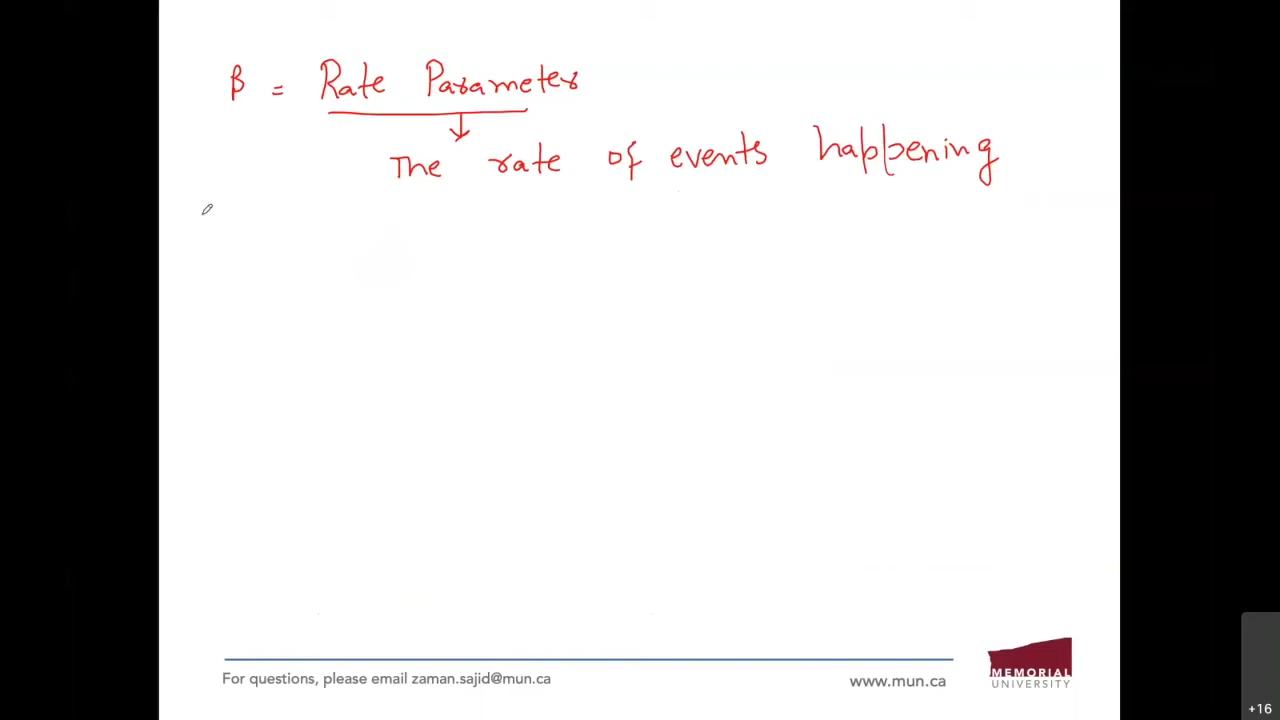 β = Rate Parameter
The rate of events happening
For questions, please email zaman.sajid@mun.ca
www.mun.ca
MEMORIAL
UNIVERSITY
+16